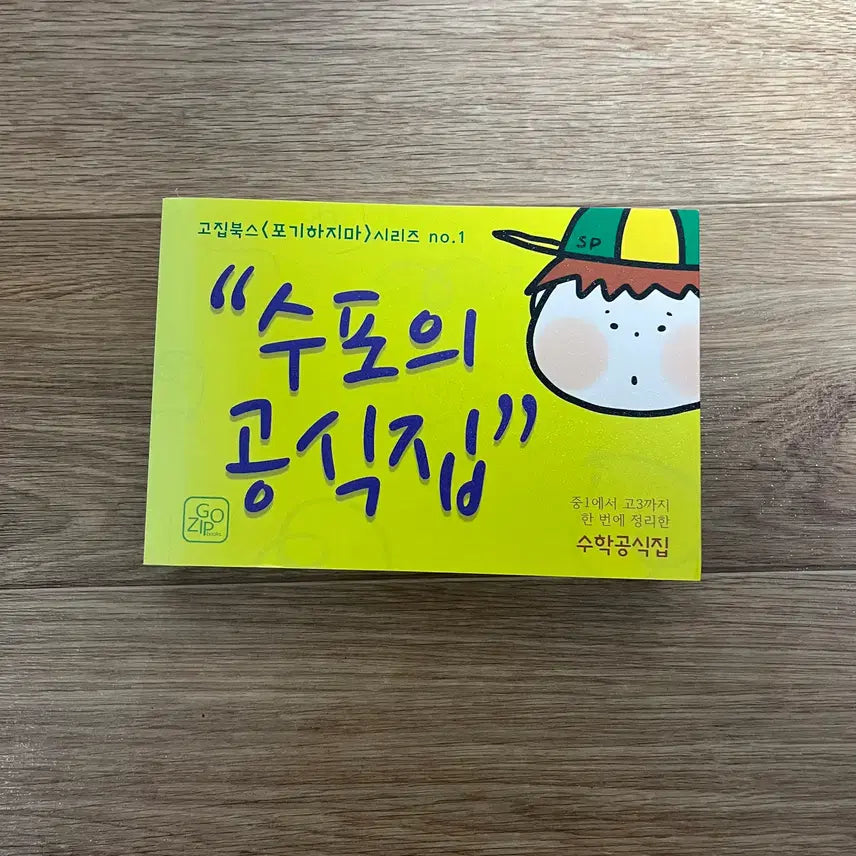 고집북스<포기하지마>시리즈 no.1
SP
“수포의
공식집”
GO
ZIP
books
중1에서 고3까지
한 번에 정리한
수학공식집